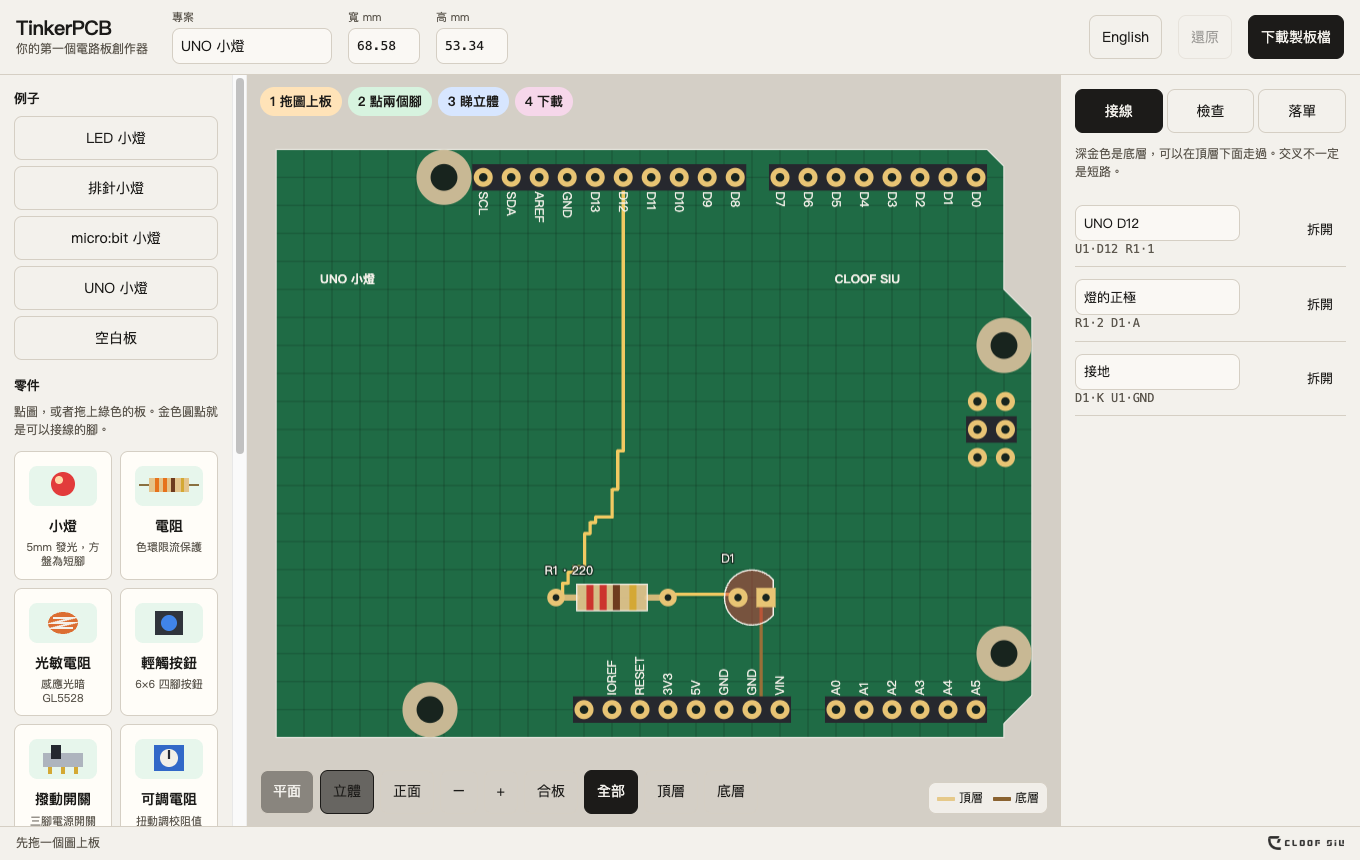 TinkerPCB
你的第一個電路板創作器
專案
UNO 小燈
寬 mm
68.58
高 mm
53.34
English
還原
下載製板檔
例子
LED 小燈
排針小燈
micro:bit 小燈
UNO 小燈
空白板
零件
點圖，或者拖上綠色的板。金色圓點就
是可以接線的腳。
小燈
5mm 發光，方
盤為短腳
電阻
色環限流保護
光敏電阻
感應光暗
GL5528
輕觸按鈕
6×6 四腳按鈕
撥動開關
三腳電源開關
可調電阻
扭動調校阻值
1 拖圖上板
2 點兩個腳
3 睇立體
4 下載
SCL
SDA
AREF
GND
D13
D12
D11
D10
D9
D8
D7
D6
D5
D4
D3
D2
D1
D0
UNO 小燈
CLOOF SIU
R1 · 220
D1
IOREF
RESET
3V3
5V
GND
GND
VIN
A0
A1
A2
A3
A4
A5
平面
立體
正面
−
+
合板
全部
頂層
底層
頂層
底層
接線
檢查
落單
深金色是底層，可以在頂層下面走過。交叉不一定
是短路。
UNO D12
拆開
U1·D12 R1·1
燈的正極
拆開
R1·2 D1·A
接地
拆開
D1·K U1·GND
先拖一個圖上板
CLOOF SIU